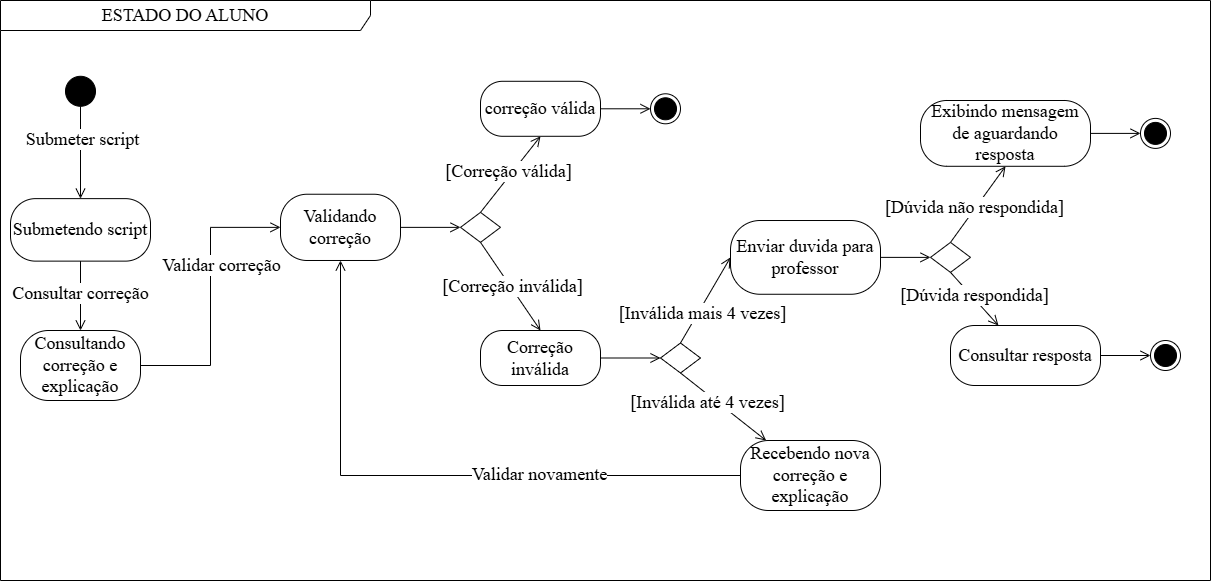 ESTADO DO ALUNO
Submeter script
Submetendo script
Consultar correção
Consultando
correção e
explicação
Validar correção
Validando
correção
[Correção válida]
correção válida
[Correção inválida]
Correção
inválida
[Inválida mais 4 vezes]
Enviar duvida para
professor
[Dúvida não respondida]
Exibindo mensagem
de aguardando
resposta
[Dúvida respondida]
Consultar resposta
[Inválida até 4 vezes]
Recebendo nova
correção e
explicação
Validar novamente